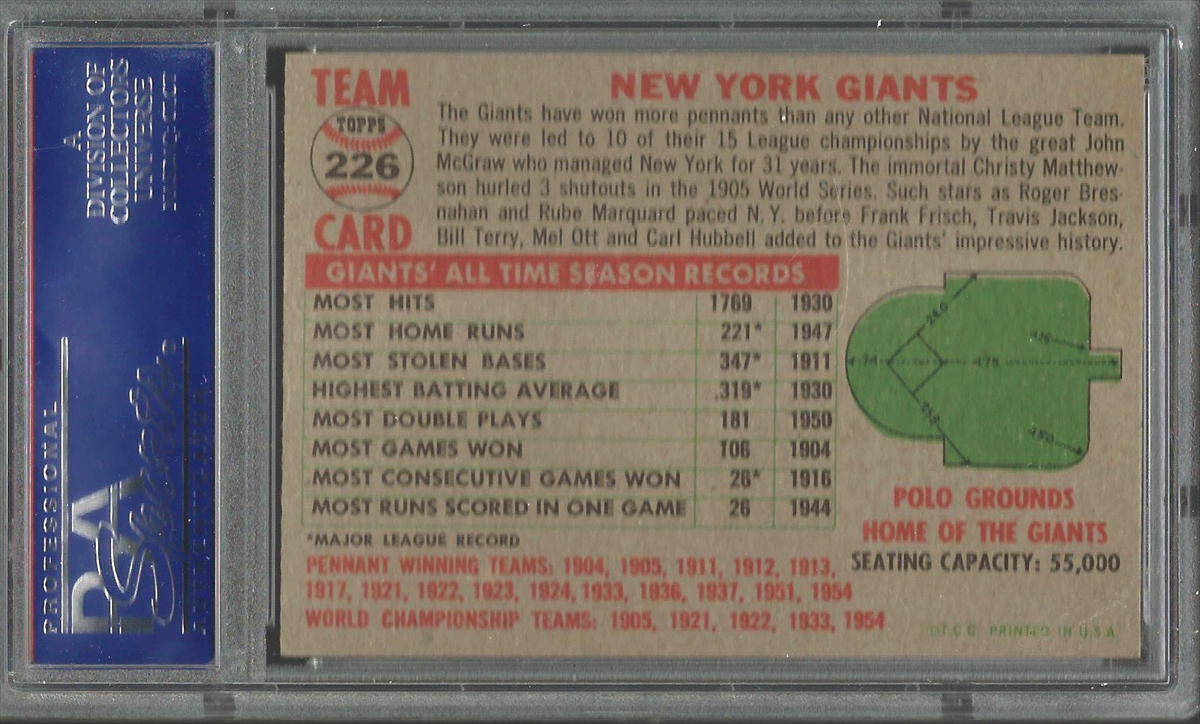 A
DIVISION OF
COLLECTORS
UNIVERSE
PROFESSIONAL
PSA
TEAM
TOPPS
226
CARD
NEW YORK GIANTS
The Giants have won more pennants than any other National League Team.
They were led to 10 of their 15 League championships by the great John
McGraw who managed New York for 31 years. The immortal Christy Matthew-
son hurled 3 shutouts in the 1905 World Series. Such stars as Roger Bres-
nahan and Rube Marquard paced N.Y. before Frank Frisch, Travis Jackson,
Bill Terry, Mel Ott and Carl Hubbell added to the Giants' impressive history.
GIANTS' ALL TIME SEASON RECORDS
MOST HITS 1769 1930
MOST HOME RUNS 221* 1947
MOST STOLEN BASES 347* 1911
HIGHEST BATTING AVERAGE .319* 1930
MOST DOUBLE PLAYS 181 1950
MOST GAMES WON 106 1904
MOST CONSECUTIVE GAMES WON 26* 1916
MOST RUNS SCORED IN ONE GAME 26 1944
*MAJOR LEAGUE RECORD
PENNANT WINNING TEAMS: 1904, 1905, 1911, 1912, 1913,
1917, 1921, 1922, 1923, 1924, 1933, 1936, 1937, 1951, 1954
WORLD CHAMPIONSHIP TEAMS: 1905, 1921, 1922, 1933, 1954
74
475
POLO GROUNDS
HOME OF THE GIANTS
SEATING CAPACITY: 55,000
T.C.G. PRINTED IN U.S.A.